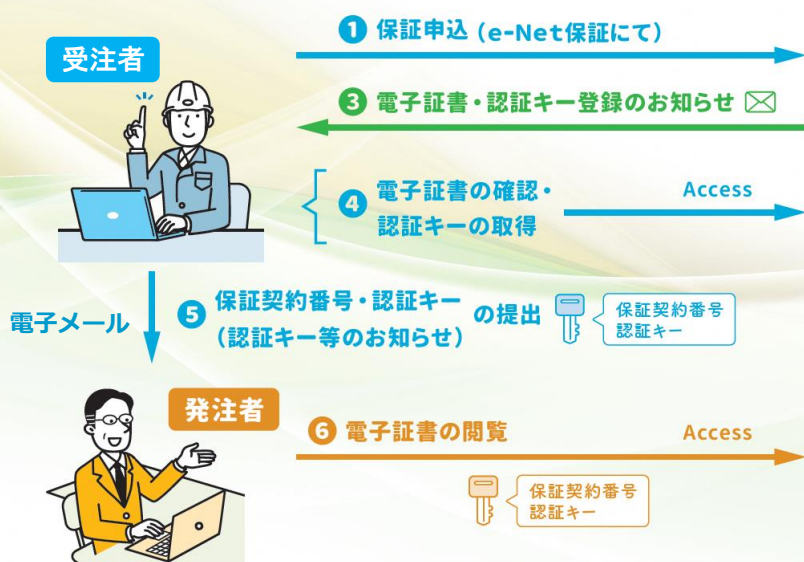 ① 保証申込(e-Net保証にて)
受注者
③ 電子証書・認証キー登録のお知らせ
④ 電子証書の確認・
認証キーの取得
Access
電子メール
⑤ 保証契約番号・認証キー
(認証キー等のお知らせ)
の提出
保証契約番号
認証キー
発注者
⑥ 電子証書の閲覧
Access
保証契約番号
認証キー